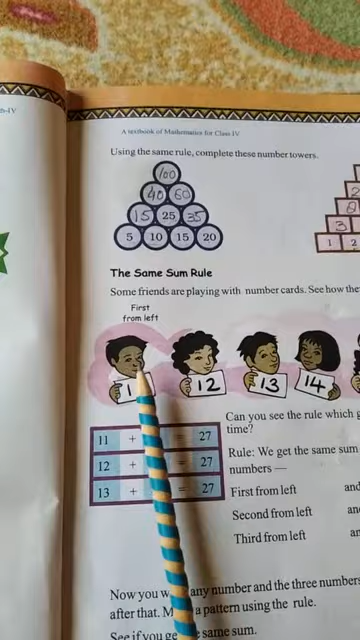 A textbook of Mathematics for Class-IV
Using the same rule, complete these number towers.
100
40 60
15 25 35
5 10 15 20
3
1 2
The Same Sum Rule
Some friends are playing with number cards. See how
First
from left
12 13 14
11 + = 27
12 + = 27
13 + = 27
Can you see the rule which
time?
Rule: We get the same sum
numbers —
First from left
Second from left
Third from left
Now you any number and the three numbers
after that. a pattern using the rule.
See if you same sum.